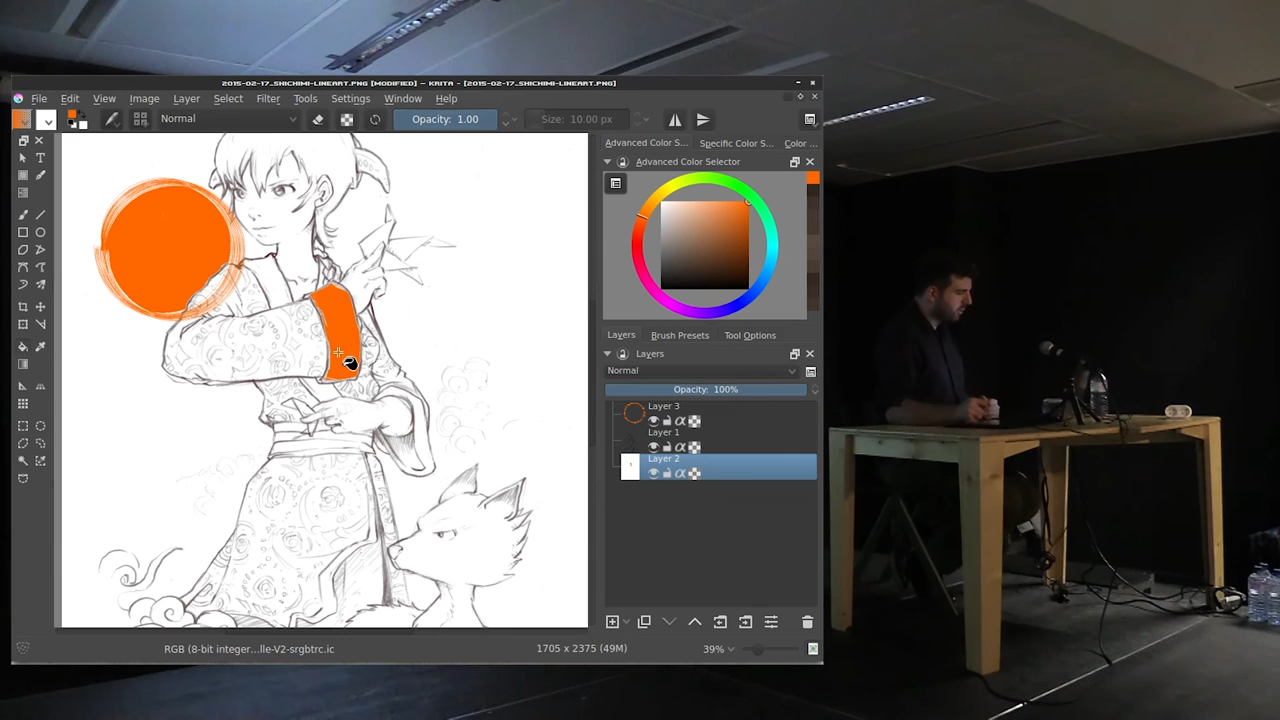 2015-02-17_SHICHIMI-LINEART.PNG [MODIFIED] – KRITA - [2015-02-17_SHICHIMI-LINEART.PNG]
File Edit View Image Layer Select Filter Tools Settings Window Help
Normal Opacity: 1.00 Size: 10.00 px
Advanced Color S... Specific Color S... Color ...
Advanced Color Selector
Layers Brush Presets Tool Options
Layers
Normal
Opacity: 100%
Layer 3
Layer 1
Layer 2
RGB (8-bit integer...lle-V2-srgbtrc.ic 1705 x 2375 (49M) 39%